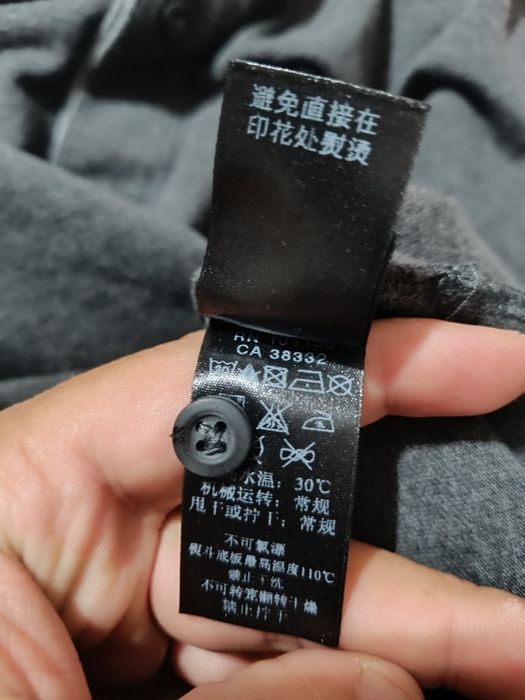 避免直接在
印花处熨烫
CA 38332
水温：30℃
机械运转：常规
甩干或拧干：常规
不可氯漂
熨斗底板最高温度110℃
禁止干洗
不可转笼翻转干燥
禁止拧干